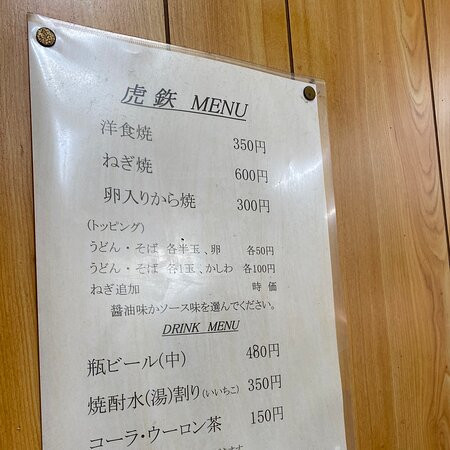 虎鉄 MENU
洋食焼 350円
ねぎ焼 600円
卵入りから焼 300円
(トッピング)
うどん・そば 各半玉、卵 各50円
うどん・そば 各1玉、かしわ 各100円
ねぎ追加 時価
醤油味かソース味を選んでください。
DRINK MENU
瓶ビール(中) 480円
焼酎水(湯)割り(いいちこ) 350円
コーラ・ウーロン茶 150円